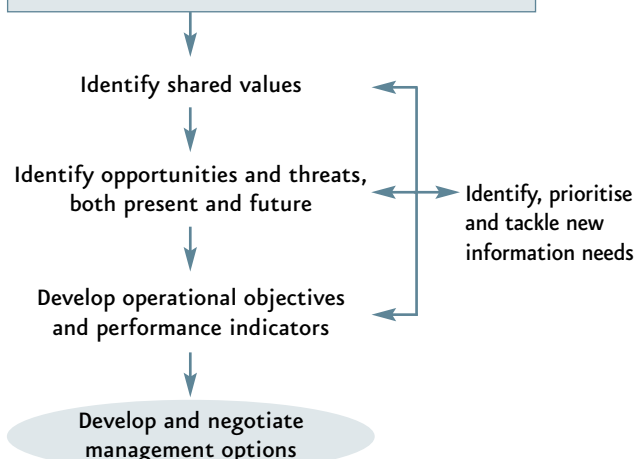 Identify shared values
Identify opportunities and threats,
both present and future
Identify, prioritise
and tackle new
information needs
Develop operational objectives
and performance indicators
Develop and negotiate
management options